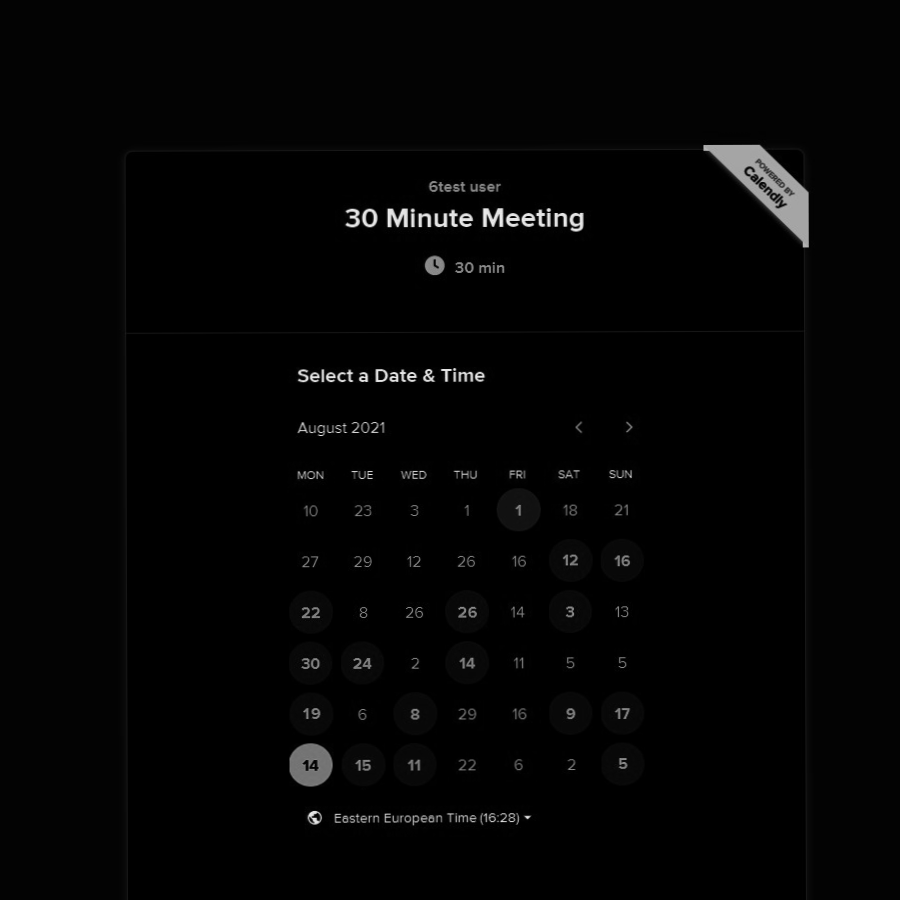 POWERED BY
Calendly
6test user
30 Minute Meeting
30 min
Select a Date & Time
August 2021
MON TUE WED THU FRI SAT SUN
10 23 3 1 1 18 21
27 29 12 26 16 12 16
22 8 26 26 14 3 13
30 24 2 14 11 5 5
19 6 8 29 16 9 17
14 15 11 22 6 2 5
Eastern European Time (16:28)